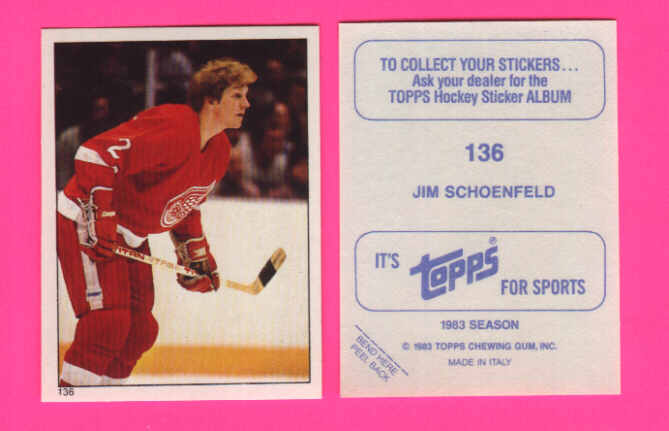 2
136
TO COLLECT YOUR STICKERS...
Ask your dealer for the
TOPPS Hockey Sticker ALBUM
136
JIM SCHOENFELD
IT'S topps® FOR SPORTS
1983 SEASON
© 1983 TOPPS CHEWING GUM, INC.
MADE IN ITALY
BEND HERE
PEEL BACK